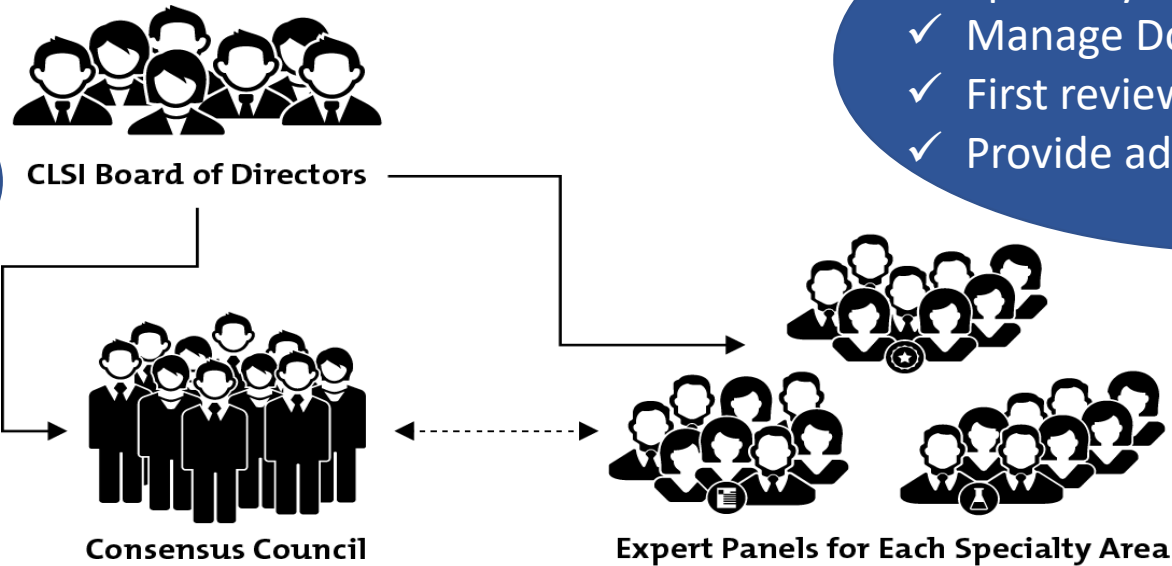 ✓ Manage Do
✓ First review
✓ Provide ad
CLSI Board of Directors
Consensus Council
Expert Panels for Each Specialty Area